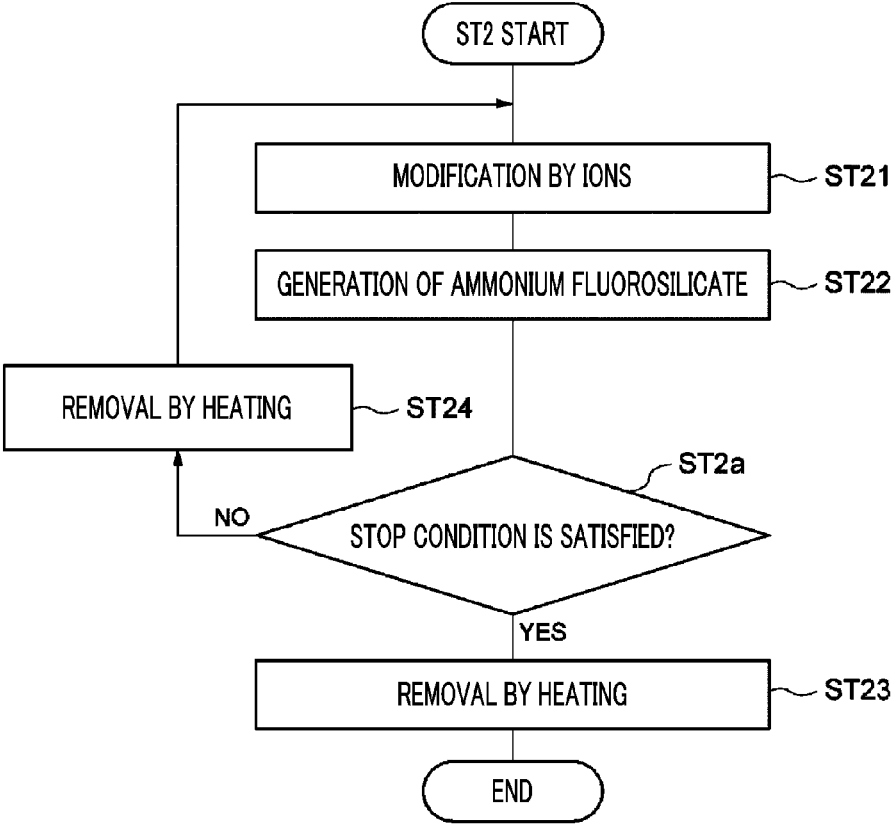 ST2 START
MODIFICATION BY IONS
ST21
GENERATION OF AMMONIUM FLUOROSILICATE
ST22
REMOVAL BY HEATING
ST24
ST2a
NO
STOP CONDITION IS SATISFIED?
YES
REMOVAL BY HEATING
ST23
END